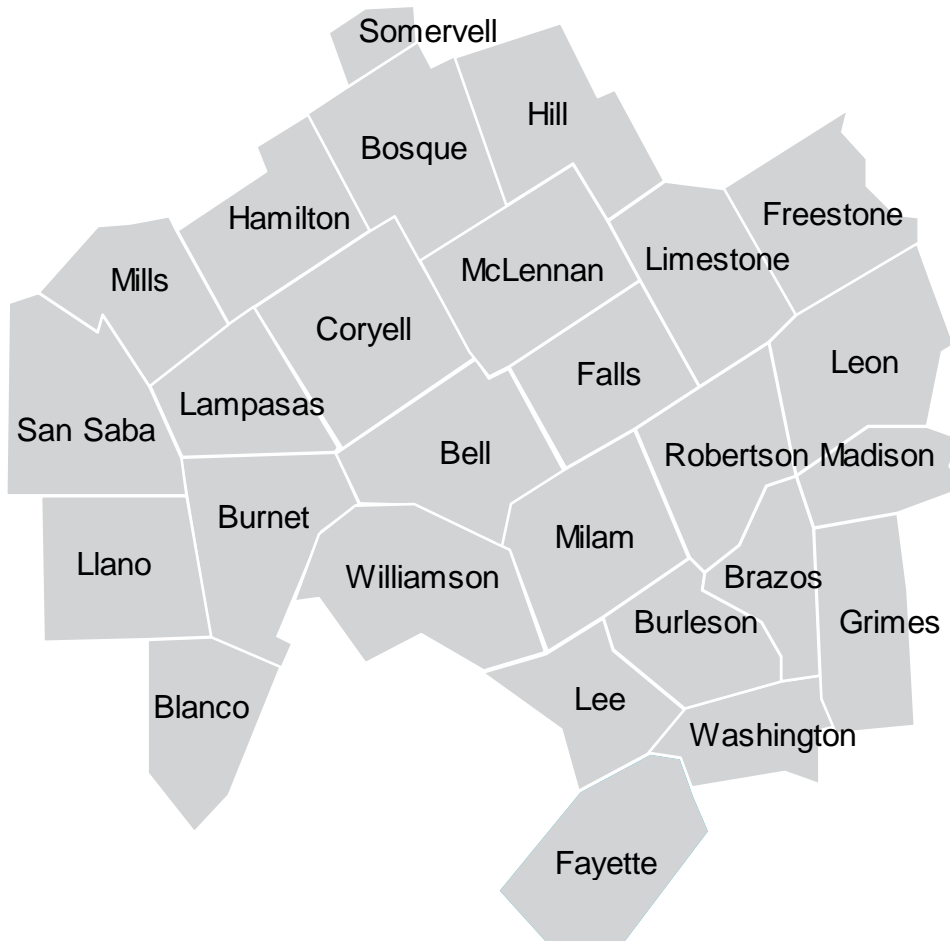 Somervell
Hill
Bosque
Freestone
Hamilton
Limestone
McLennan
Mills
Coryell
Leon
Falls
Lampasas
San Saba
Bell
Robertson
Madison
Burnet
Milam
Llano
Williamson
Brazos
Burleson
Grimes
Lee
Blanco
Washington
Fayette